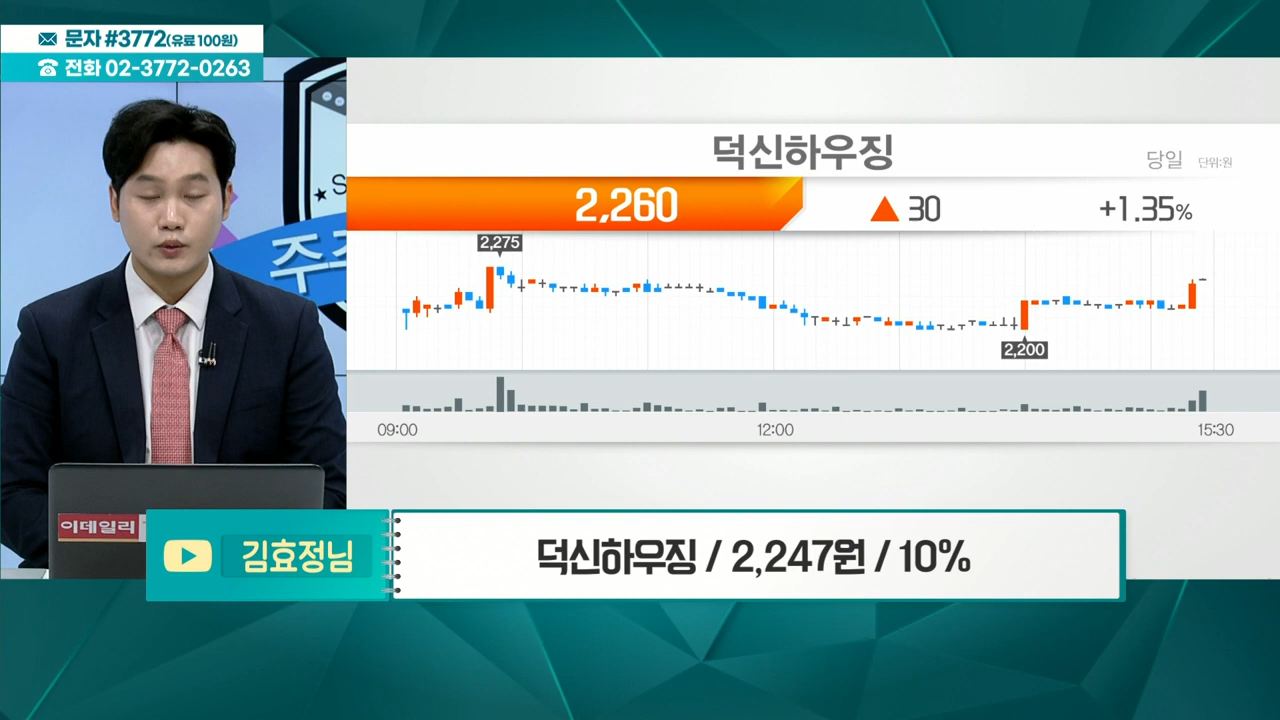 문자 #3772(유료 100원)
전화 02-3772-0263
덕신하우징
당일 단위:원
2,260 ▲ 30 +1.35%
2,275
2,200
09:00 12:00 15:30
이데일리
김효정님
덕신하우징 / 2,247원 / 10%